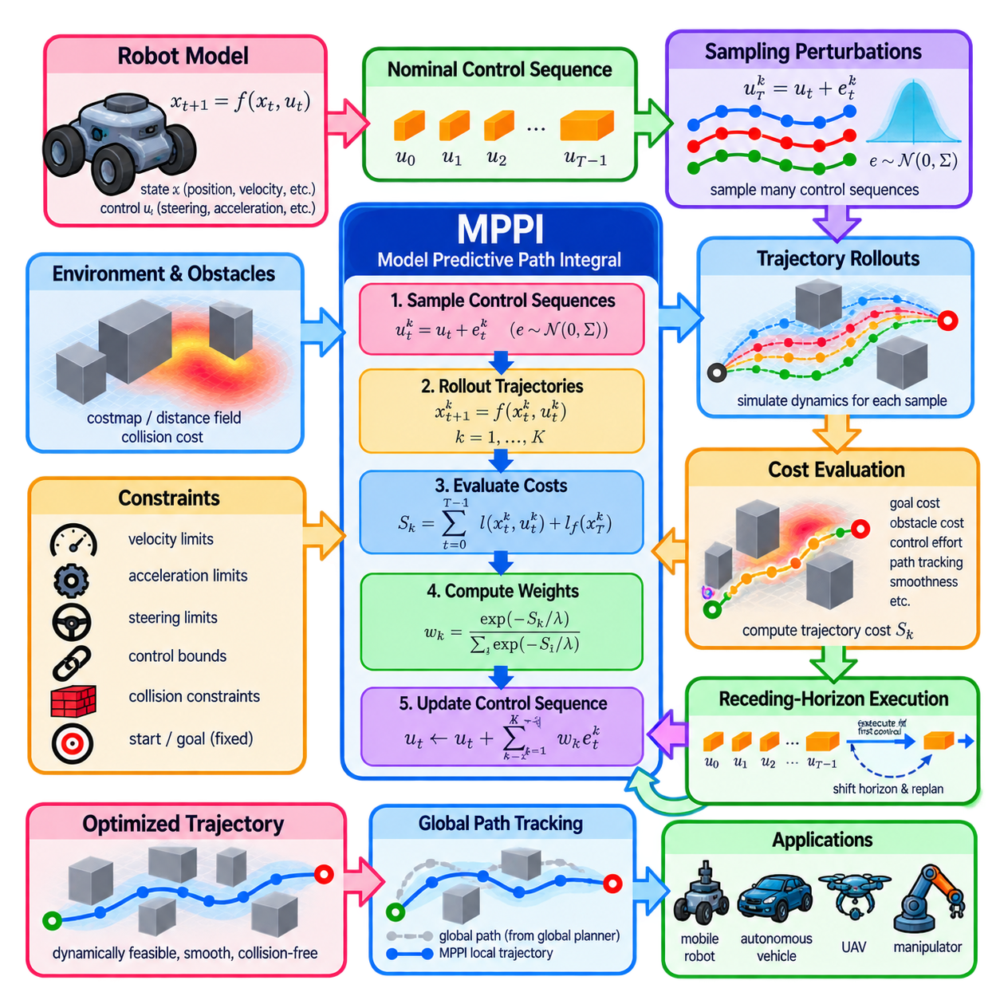 Robot Model
x_{t+1} = f(x_t, u_t)
state x (position, velocity, etc.)
control u_t (steering, acceleration, etc.)
Nominal Control Sequence
...
u_0 u_1 u_2 u_{T-1}
Sampling Perturbations
u_T^k = u_t + e_t^k
e ~ N(0, Σ)
sample many control sequences
MPPI
Model Predictive Path Integral
1. Sample Control Sequences
u_t^k = u_t + e_t^k (e ~ N(0, Σ))
2. Rollout Trajectories
x_{t+1}^k = f(x_t^k, u_t^k)
k = 1, ..., K
3. Evaluate Costs
S_k = ∑_{t=0}^{T-1} l(x_t^k, u_t^k) + l_f(x_T^k)
4. Compute Weights
w_k = exp(-S_k/λ) / ∑ exp(-S_i/λ)
5. Update Control Sequence
u_t ← u_t + ∑ w_k e_t^k
Environment & Obstacles
costmap / distance field
collision cost
Constraints
velocity limits
acceleration limits
steering limits
control bounds
collision constraints
start / goal (fixed)
Trajectory Rollouts
simulate dynamics for each sample
Cost Evaluation
goal cost
obstacle cost
control effort
path tracking
smoothness
etc.
compute trajectory cost S_k
Receding-Horizon Execution
first control
...
u_0 u_1 u_2 ... u_{T-1}
shift horizon & replan
Optimized Trajectory
dynamically feasible, smooth, collision-free
Global Path Tracking
global path (from global planner)
MPPI local trajectory
Applications
mobile
robot
autonomous
vehicle
UAV
manipulator